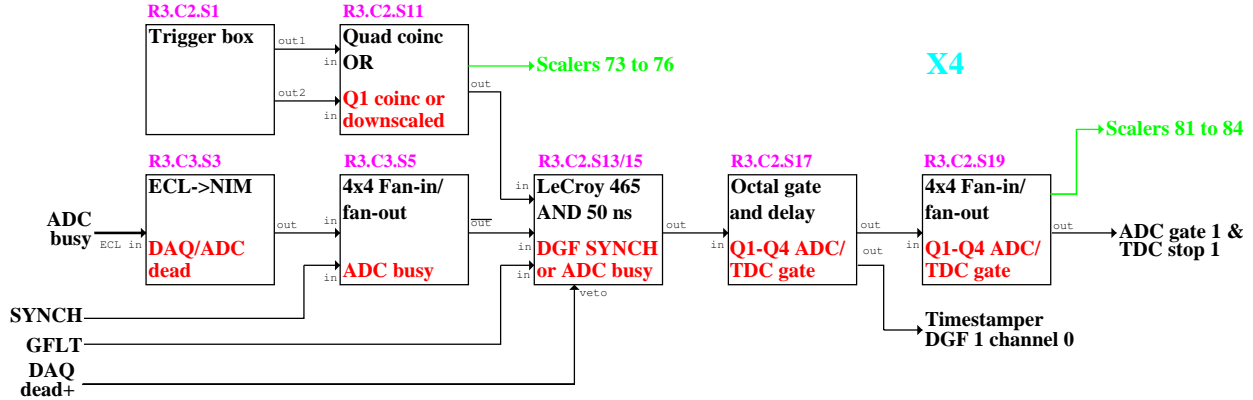 R3.C2.S1
Trigger box
out1
out2
R3.C2.S11
in
Quad coinc
OR
in
Q1 coinc or
downscaled
out
Scalers 73 to 76
X4
Scalers 81 to 84
R3.C3.S3
ADC
busy
ECL in
ECL->NIM
DAQ/ADC
dead
out
R3.C3.S5
in
4x4 Fan-in/
fan-out
in
ADC busy
out
R3.C2.S13/15
in
LeCroy 465
AND 50 ns
in
DGF SYNCH
or ADC busy
in
veto
out
R3.C2.S17
in
Octal gate
and delay
Q1-Q4 ADC/
TDC gate
out
out
R3.C2.S19
in
4x4 Fan-in/
fan-out
Q1-Q4 ADC/
TDC gate
out
ADC gate 1 &
TDC stop 1
Timestamper
DGF 1 channel 0
SYNCH
GFLT
DAQ
dead+